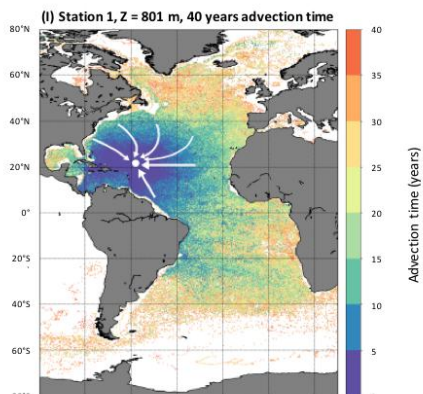 (I) Station 1, Z = 801 m, 40 years advection time
80°N
60°N
40°N
20°N
0°
20°S
40°S
60°S
40
35
30
25
20
15
10
5
Advection time (years)